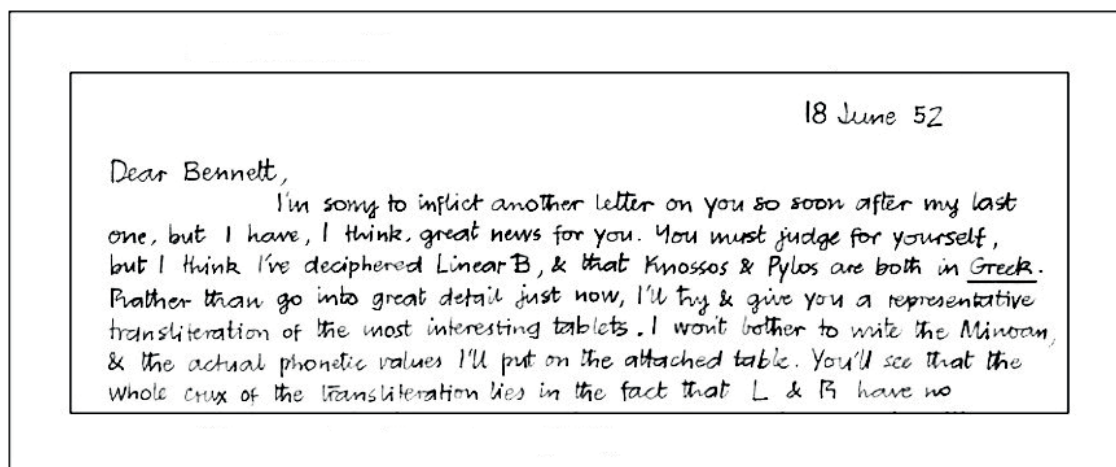 18 June 52
Dear Bennett,
I'm sorry to inflict another letter on you so soon after my last
one, but I have, I think, great news for you. You must judge for yourself,
but I think I've deciphered Linear B, & that Knossos & Pylos are both in Greek.
Rather than go into great detail just now, I'll try & give you a representative
transliteration of the most interesting tablets. I won't bother to write the Minoan,
& the actual phonetic values I'll put on the attached table. You'll see that the
whole crux of the transliteration lies in the fact that L & R have no